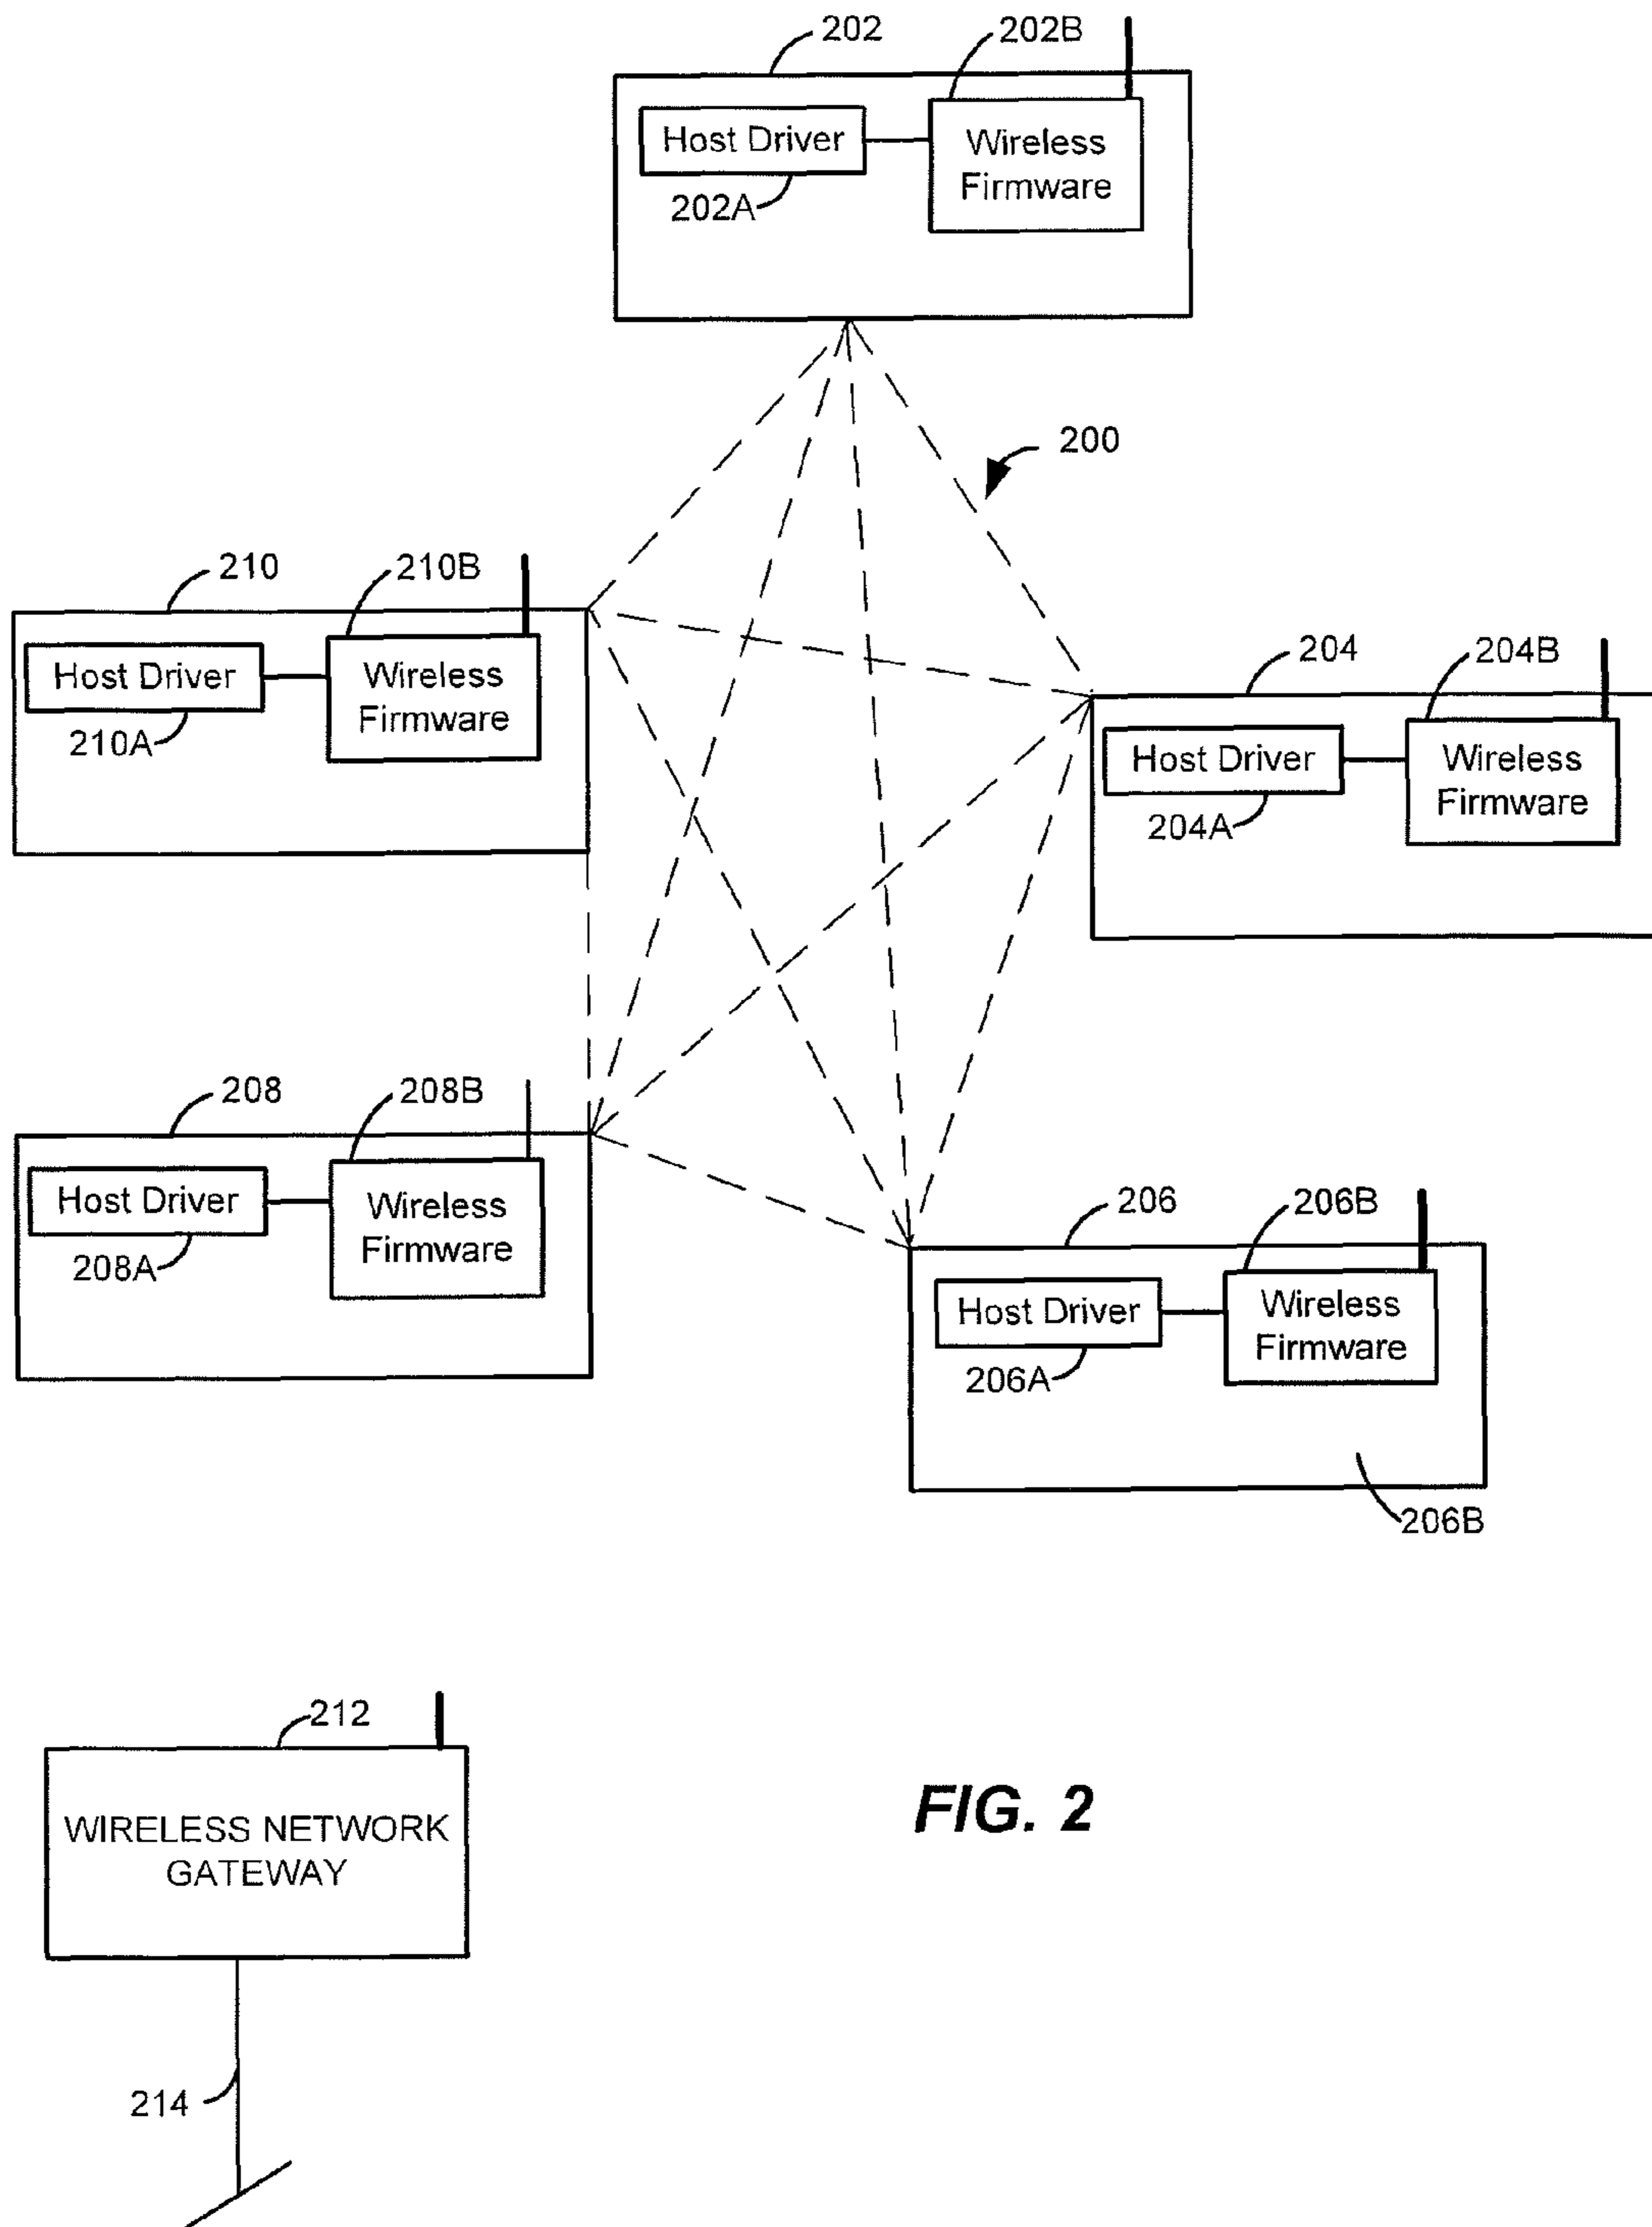 202
202B
Host Driver
Wireless
Firmware
202A
200
210
210B
Host Driver
Wireless
Firmware
210A
204
204B
Host Driver
Wireless
Firmware
204A
208
208B
Host Driver
Wireless
Firmware
208A
206
206B
Host Driver
Wireless
Firmware
206A
206B
212
WIRELESS NETWORK
GATEWAY
FIG. 2
214